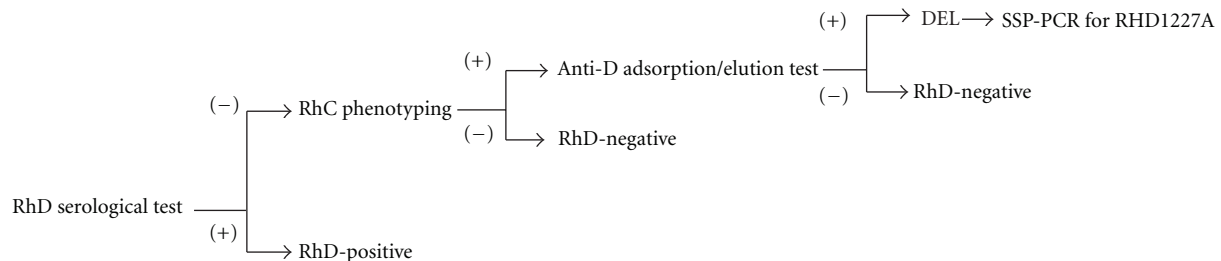 (+)
DEL
SSP-PCR for RHD1227A
(+)
Anti-D adsorption/elution test
(−)
RhD-negative
(−)
RhC phenotyping
(−)
RhD-negative
RhD serological test
(+)
RhD-positive